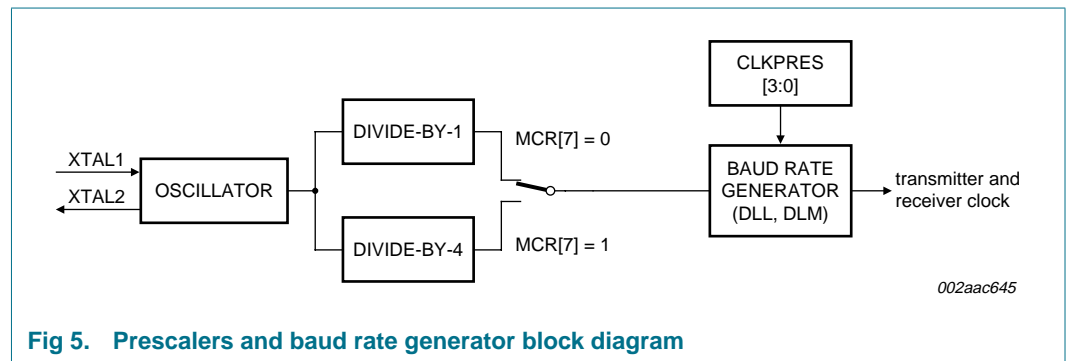 CLKPRES
[3:0]
DIVIDE-BY-1
MCR[7] = 0
XTAL1
XTAL2
OSCILLATOR
BAUD RATE
GENERATOR
(DLL, DLM)
transmitter and
receiver clock
DIVIDE-BY-4
MCR[7] = 1
002aac645
Fig 5. Prescalers and baud rate generator block diagram